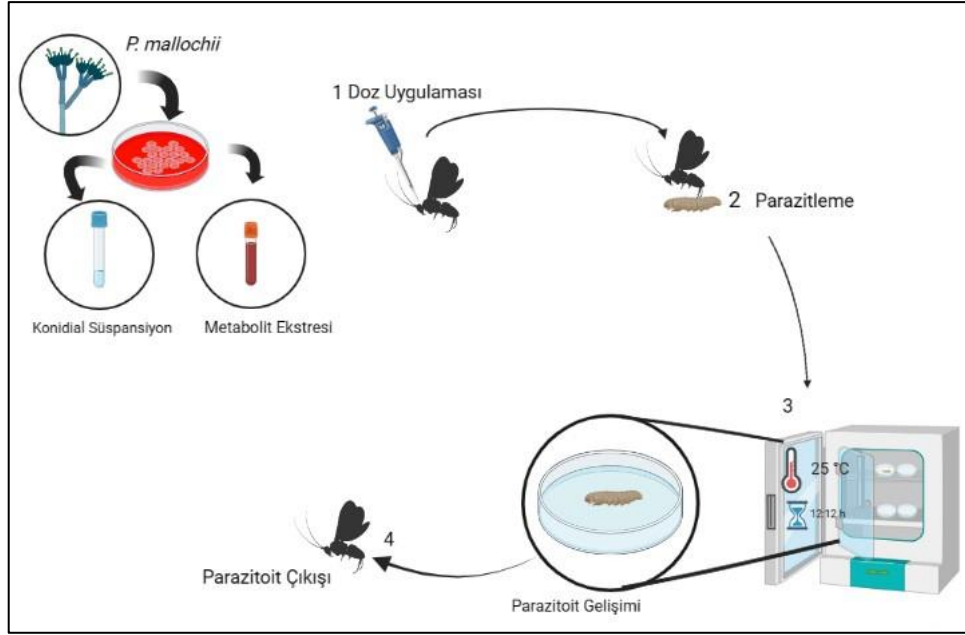 P. mallochii
1 Doz Uygulaması
2 Parazitleme
Konidial Süspansiyon
Metabolit Ekstresi
3
25 °C
12:12 h
4
Parazitoit Çıkışı
Parazitoit Gelişimi